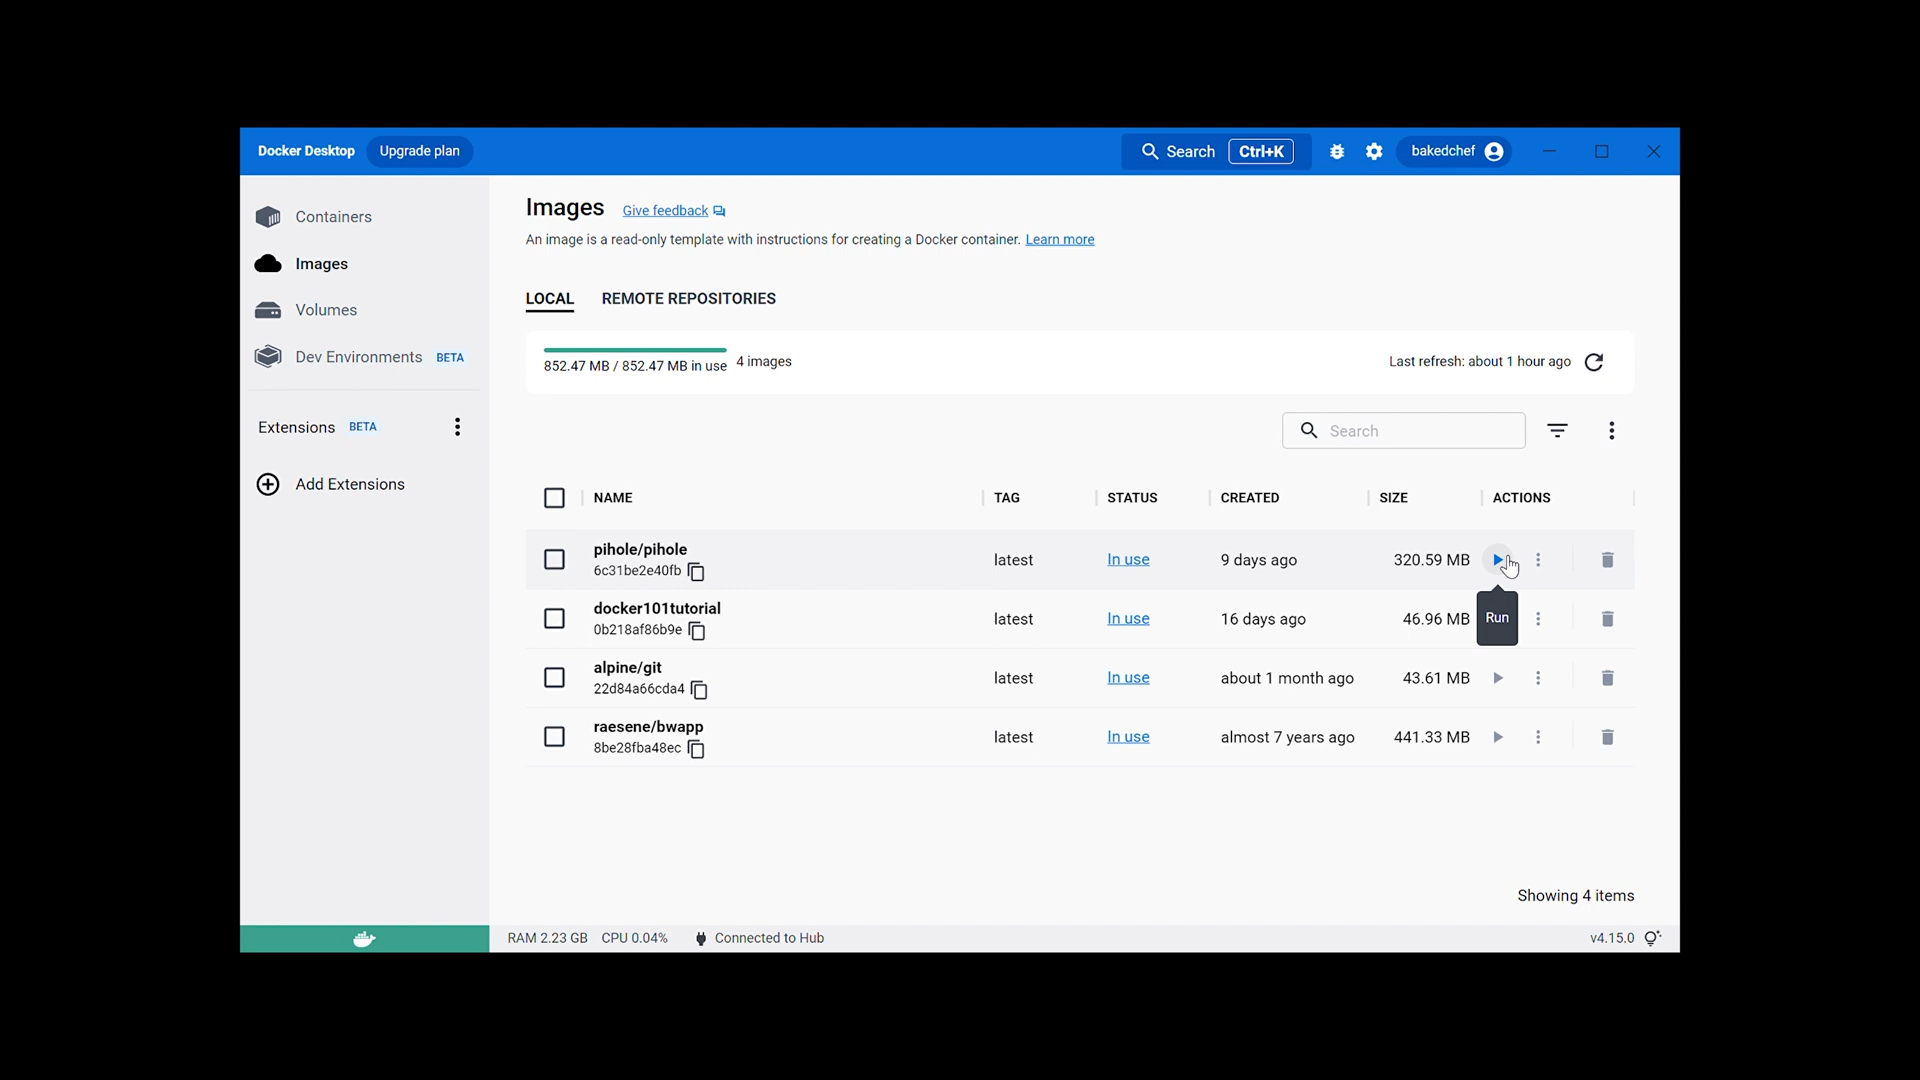 Docker Desktop Upgrade plan Search Ctrl+K bakedchef
Containers
Images
Volumes
Dev Environments BETA
Extensions BETA
Add Extensions
Images Give feedback
An image is a read-only template with instructions for creating a Docker container. Learn more
LOCAL REMOTE REPOSITORIES
852.47 MB / 852.47 MB in use 4 images Last refresh: about 1 hour ago
Search
NAME TAG STATUS CREATED SIZE ACTIONS
pihole/pihole
6c31be2e40fb latest In use 9 days ago 320.59 MB
docker101tutorial
0b218af86b9e latest In use 16 days ago 46.96 MB Run
alpine/git
22d84a66cda4 latest In use about 1 month ago 43.61 MB
raesene/bwapp
8be28fba48ec latest In use almost 7 years ago 441.33 MB
Showing 4 items
RAM 2.23 GB CPU 0.04% Connected to Hub v4.15.0